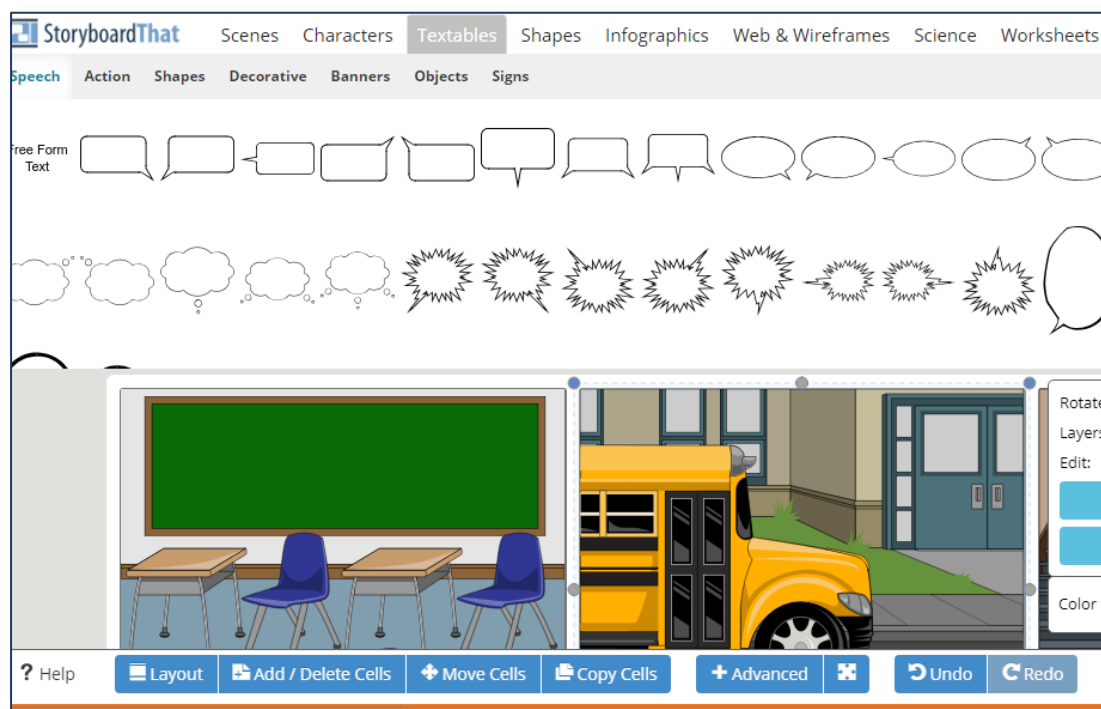 StoryboardThat Scenes Characters Textables Shapes Infographics Web & Wireframes Science Worksheets
Speech Action Shapes Decorative Banners Objects Signs
Free Form
Text
Rotate
Layers
Edit:
Color
? Help Layout Add / Delete Cells Move Cells Copy Cells Advanced Undo Redo